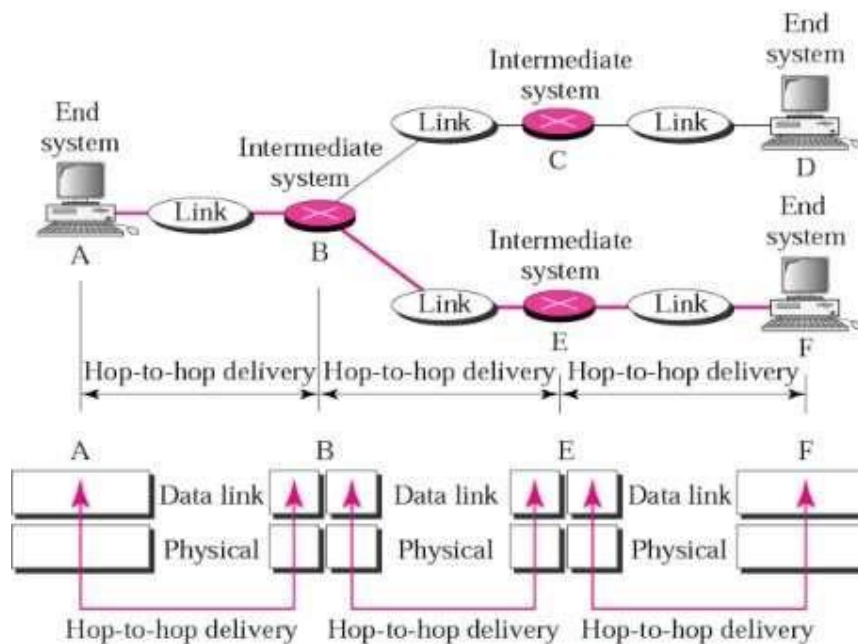 End
system
Intermediate
system
Link
Link
C
D
End
system
Intermediate
system
Link
A
B
End
system
Intermediate
system
Link
Link
E
F
Hop-to-hop delivery
Hop-to-hop delivery
Hop-to-hop delivery
A
B
E
F
Data link
Data link
Data link
Physical
Physical
Physical
Hop-to-hop delivery
Hop-to-hop delivery
Hop-to-hop delivery